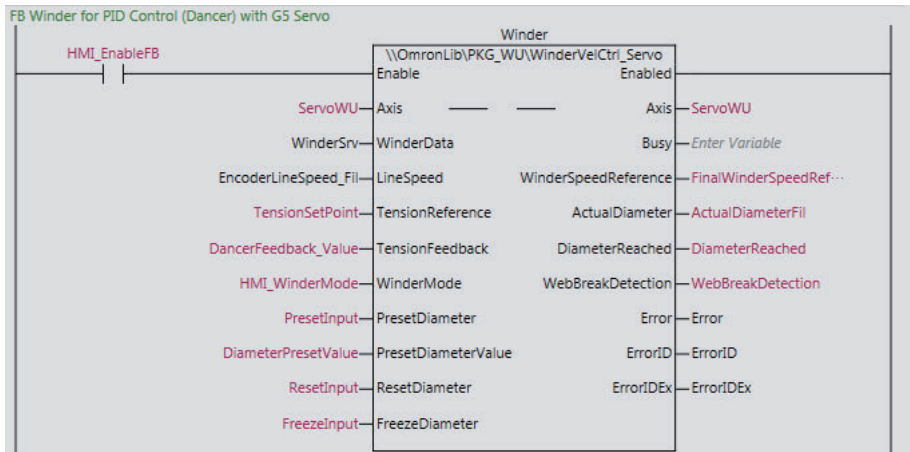 FB Winder for PID Control (Dancer) with G5 Servo
Winder
HMI_EnableFB
\\OmronLib\PKG_WU\WinderVelCtrl_Servo
Enable Enabled
ServoWU Axis Axis ServoWU
WinderSrv WinderData Busy Enter Variable
EncoderLineSpeed_Fil LineSpeed WinderSpeedReference FinalWinderSpeedRef...
TensionSetPoint TensionReference ActualDiameter ActualDiameterFil
DancerFeedback_Value TensionFeedback DiameterReached DiameterReached
HMI_WinderMode WinderMode WebBreakDetection WebBreakDetection
PresetInput PresetDiameter Error Error
DiameterPresetValue PresetDiameterValue ErrorID ErrorID
ResetInput ResetDiameter ErrorIDEx ErrorIDEx
FreezeInput FreezeDiameter